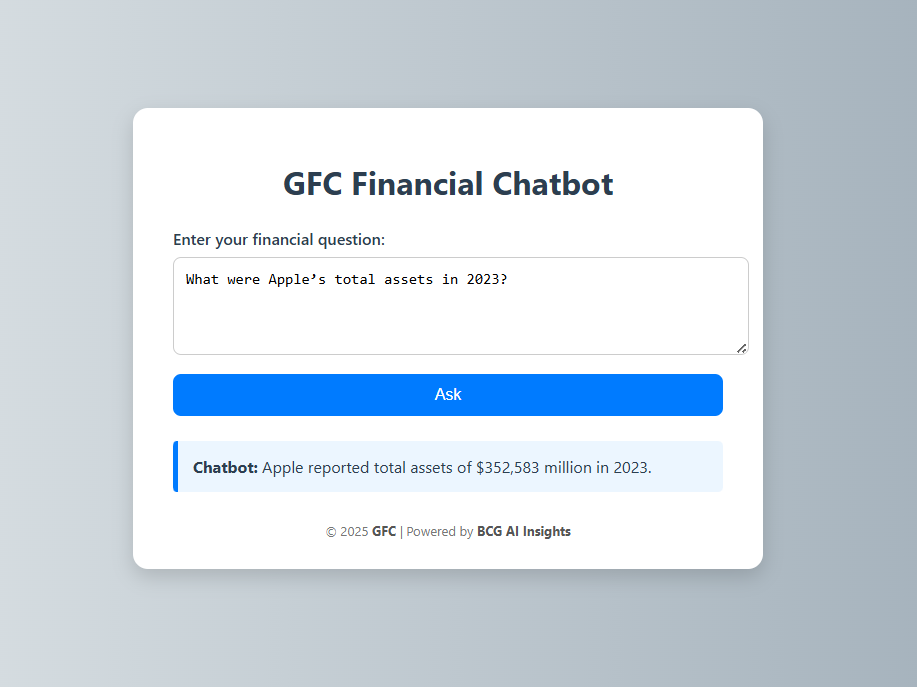 GFC Financial Chatbot
Enter your financial question:
What were Apple’s total assets in 2023?
Ask
Chatbot: Apple reported total assets of $352,583 million in 2023.
© 2025 GFC | Powered by BCG AI Insights